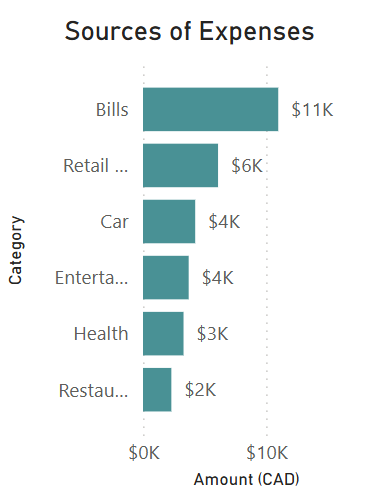 Sources of Expenses
Bills $11K
Retail ... $6K
Car $4K
Enterta... $4K
Health $3K
Restau... $2K
Category
$0K $10K
Amount (CAD)